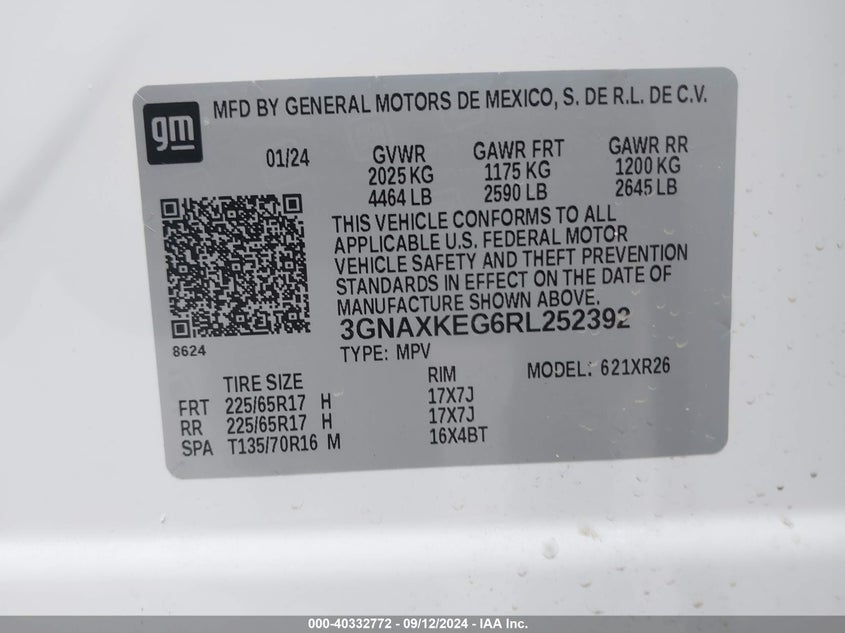 gm
MFD BY GENERAL MOTORS DE MEXICO, S. DE R.L. DE C.V.
01/24 GVWR GAWR FRT GAWR RR
2025 KG 1175 KG 1200 KG
4464 LB 2590 LB 2645 LB
THIS VEHICLE CONFORMS TO ALL
APPLICABLE U.S. FEDERAL MOTOR
VEHICLE SAFETY AND THEFT PREVENTION
STANDARDS IN EFFECT ON THE DATE OF
MANUFACTURE SHOWN ABOVE.
3GNAXKEG6RL252392
8624
TYPE: MPV MODEL: 621XR26
TIRE SIZE RIM
FRT 225/65R17 H 17X7J
RR 225/65R17 H 17X7J
SPA T135/70R16 M 16X4BT
000-40332772 - 09/12/2024 - IAA Inc.